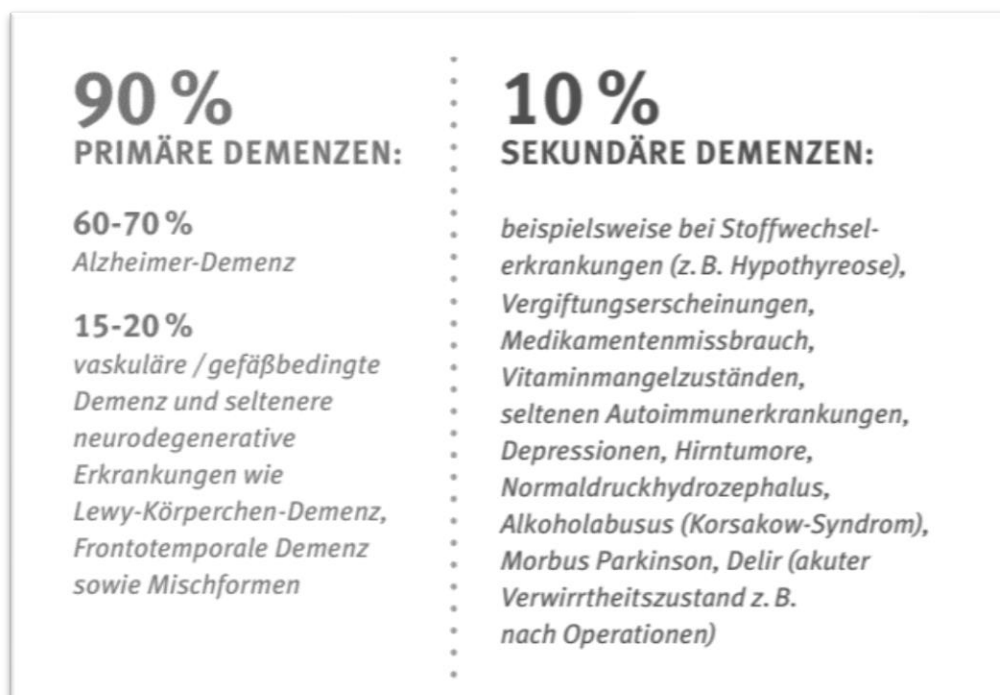 90 %
PRIMÄRE DEMENZEN:
60-70 %
Alzheimer-Demenz
15-20 %
vaskuläre / gefäßbedingte
Demenz und seltenere
neurodegenerative
Erkrankungen wie
Lewy-Körperchen-Demenz,
Frontotemporale Demenz
sowie Mischformen
10 %
SEKUNDÄRE DEMENZEN:
beispielsweise bei Stoffwechsel-
erkrankungen (z. B. Hypothyreose),
Vergiftungserscheinungen,
Medikamentenmissbrauch,
Vitaminmangelzuständen,
seltenen Autoimmunerkrankungen,
Depressionen, Hirntumore,
Normaldruckhydrozephalus,
Alkoholabusus (Korsakow-Syndrom),
Morbus Parkinson, Delir (akuter
Verwirrtheitszustand z. B.
nach Operationen)